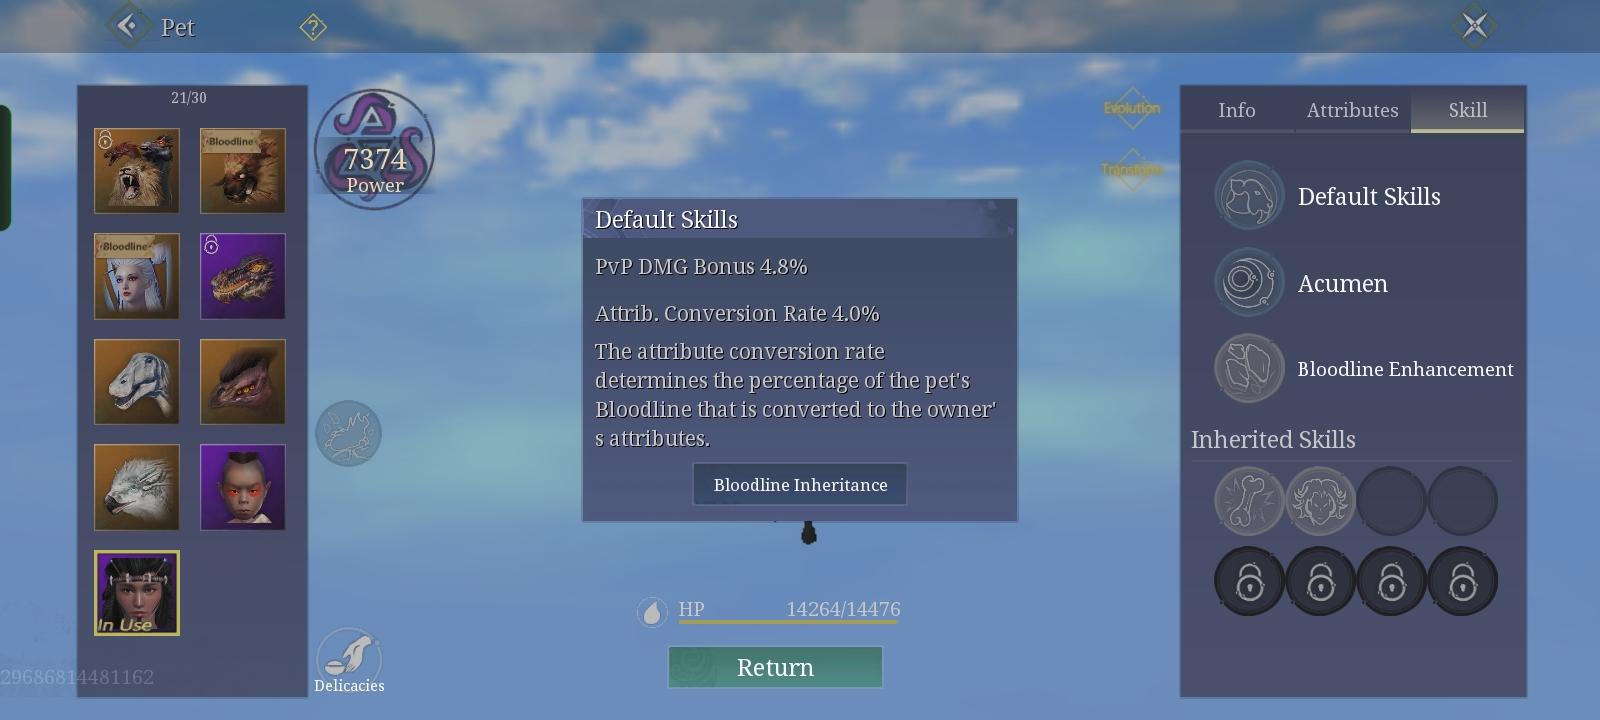 Pet
?
21/30
Bloodline
Bloodline
In Use
7374
Power
Evolution
Transform
Default Skills
PvP DMG Bonus 4.8%
Attrib. Conversion Rate 4.0%
The attribute conversion rate
determines the percentage of the pet's
Bloodline that is converted to the owner'
s attributes.
Bloodline Inheritance
HP 14264/14476
Return
Delicacies
29686814481162
Info Attributes Skill
Default Skills
Acumen
Bloodline Enhancement
Inherited Skills